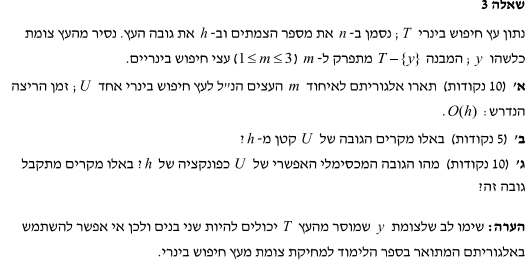 שאלה 3
נתון עץ חיפוש בינרי T ; נסמן ב- n את מספר הצמתים וב- h את גובה העץ. נסיר מהעץ צומת
כלשהו y ; המבנה T – {y} מתפרק ל- m (1 ≤ m ≤ 3) עצי חיפוש בינריים.
א' (10 נקודות) תארו אלגוריתם לאיחוד m העצים הנ"ל לעץ חיפוש בינרי אחד U ; זמן הריצה
הנדרש: O(h).
ב' (5 נקודות) באלו מקרים הגובה של U קטן מ- h ?
ג' (10 נקודות) מהו הגובה המכסימלי האפשרי של U כפונקציה של h ? באלו מקרים מתקבל
גובה זה?
הערה: שימו לב שלצומת y שמוסר מהעץ T יכולים להיות שני בנים ולכן אי אפשר להשתמש
באלגוריתם המתואר בספר הלימוד למחיקת צומת מעץ חיפוש בינרי.